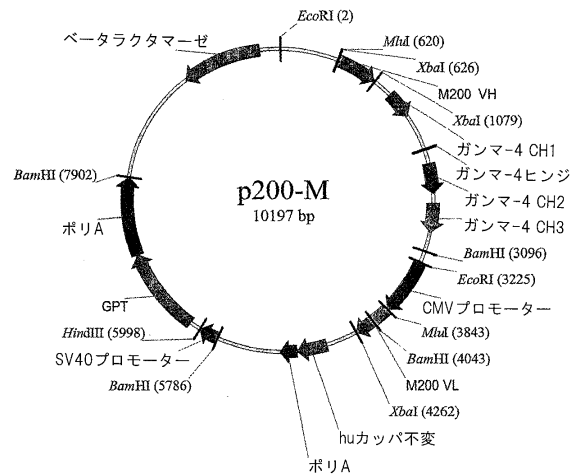 EcoRI (2)
ベータラクタマーゼ
MluI (620)
XbaI (626)
M200 VH
XbaI (1079)
ガンマ-4 CH1
ガンマ-4ヒンジ
ガンマ-4 CH2
ガンマ-4 CH3
BamHI (3096)
EcoRI (3225)
CMVプロモーター
MluI (3843)
BamHI (4043)
M200 VL
XbaI (4262)
huカッパ不変
ポリA
BamHI (5786)
SV40プロモーター
HindIII (5998)
GPT
ポリA
BamHI (7902)
p200-M
10197 bp